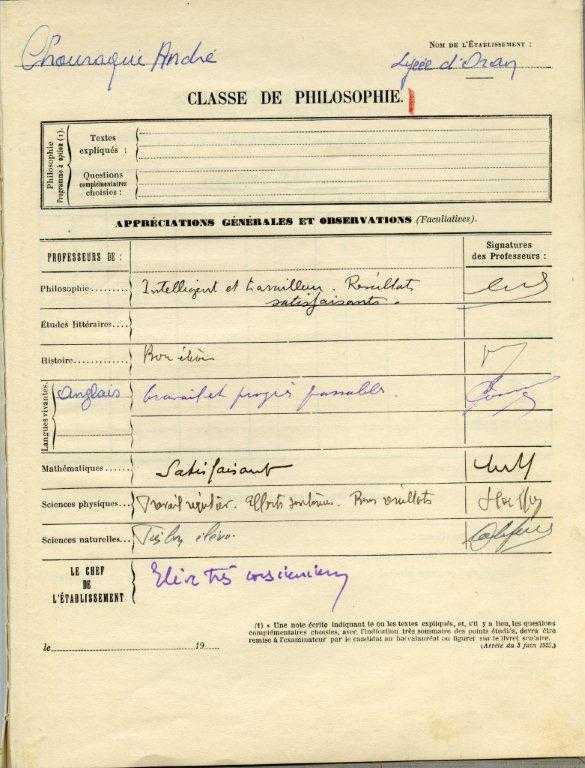 Chouraqui André
NOM DE L'ÉTABLISSEMENT :
Lycée d'Oran
CLASSE DE PHILOSOPHIE.
Philosophie
Programme à option (1).
Textes
expliqués :
Questions
complémentaires
choisies :
APPRÉCIATIONS GÉNÉRALES ET OBSERVATIONS (Facultatives).
PROFESSEURS DE :
Signatures
des Professeurs :
Philosophie......... Intelligent et travailleur. Résultats
satisfaisants.
Études littéraires....
Histoire............. Bon élève
Langues vivantes.
Anglais travail et progrès passables
Mathématiques...... Satisfaisant
Sciences physiques... Travail régulier. Efforts soutenus. Bons résultats
Sciences naturelles... Très bon élève.
LE CHEF
DE
L'ÉTABLISSEMENT
Elève très consciencieux
(1) « Une note écrite indiquant le ou les textes expliqués, et, s'il y a lieu, les questions
complémentaires choisies, avec l'indication très sommaire des points étudiés, devra être
remise à l'examinateur par le candidat au baccalauréat ou figurer sur le livret scolaire.
(Arrêté du 3 juin 1925.)
le 19